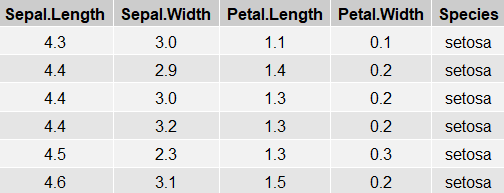 Sepal.Length Sepal.Width Petal.Length Petal.Width Species
4.3 3.0 1.1 0.1 setosa
4.4 2.9 1.4 0.2 setosa
4.4 3.0 1.3 0.2 setosa
4.4 3.2 1.3 0.2 setosa
4.5 2.3 1.3 0.3 setosa
4.6 3.1 1.5 0.2 setosa